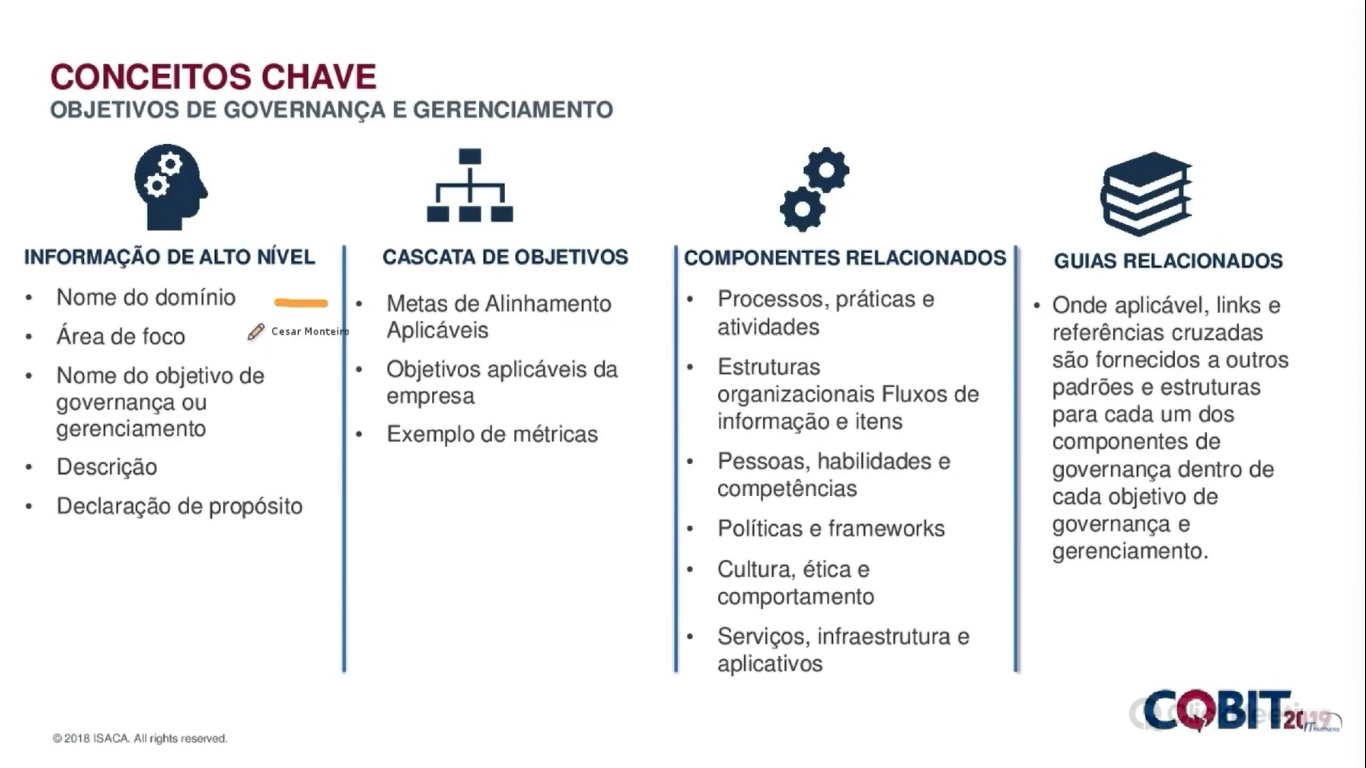 CONCEITOS CHAVE
OBJETIVOS DE GOVERNANÇA E GERENCIAMENTO
INFORMAÇÃO DE ALTO NÍVEL
• Nome do domínio
• Área de foco
Cesar Monteiro
• Nome do objetivo de
governança ou
gerenciamento
• Descrição
• Declaração de propósito
CASCATA DE OBJETIVOS
• Metas de Alinhamento
Aplicáveis
• Objetivos aplicáveis da
empresa
• Exemplo de métricas
COMPONENTES RELACIONADOS
• Processos, práticas e
atividades
• Estruturas
organizacionais Fluxos de
informação e itens
• Pessoas, habilidades e
competências
• Políticas e frameworks
• Cultura, ética e
comportamento
• Serviços, infraestrutura e
aplicativos
GUIAS RELACIONADOS
• Onde aplicável, links e
referências cruzadas
são fornecidos a outros
padrões e estruturas
para cada um dos
componentes de
governança dentro de
cada objetivo de
governança e
gerenciamento.
COBIT 2019
© 2018 ISACA. All rights reserved.